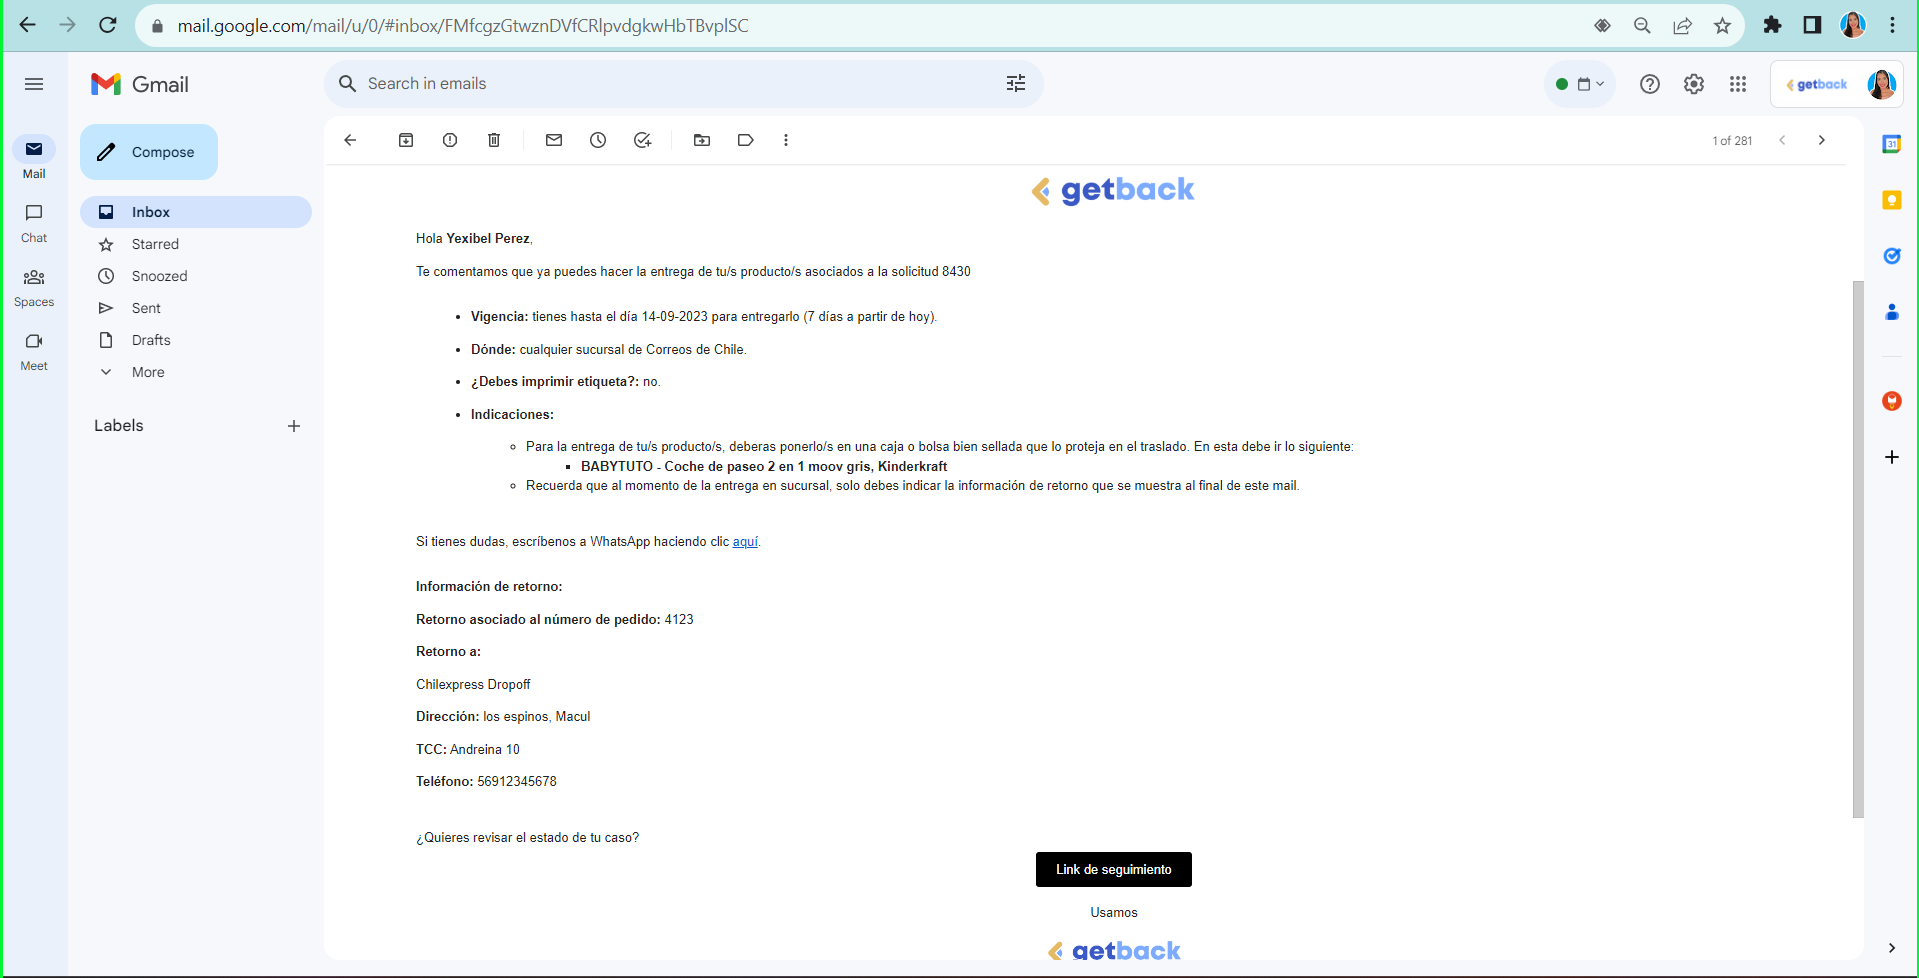 mail.google.com/mail/u/0/#inbox/FMfcgzGtwznDVfCRlpvdgkwHbTBvplSC
Gmail
Search in emails
getback
Compose
1 of 281
31
Mail
Inbox
Starred
Snoozed
Sent
Drafts
More
Labels
Chat
Spaces
Meet
getback
Hola Yexibel Perez,
Te comentamos que ya puedes hacer la entrega de tu/s producto/s asociados a la solicitud 8430
• Vigencia: tienes hasta el día 14-09-2023 para entregarlo (7 días a partir de hoy).
• Dónde: cualquier sucursal de Correos de Chile.
• ¿Debes imprimir etiqueta?: no.
• Indicaciones:
◦ Para la entrega de tu/s producto/s, deberas ponerlo/s en una caja o bolsa bien sellada que lo proteja en el traslado. En esta debe ir lo siguiente:
▪ BABYTUTO - Coche de paseo 2 en 1 moov gris, Kinderkraft
◦ Recuerda que al momento de la entrega en sucursal, solo debes indicar la información de retorno que se muestra al final de este mail.
Si tienes dudas, escríbenos a WhatsApp haciendo clic aquí.
Información de retorno:
Retorno asociado al número de pedido: 4123
Retorno a:
Chilexpress Dropoff
Dirección: los espinos, Macul
TCC: Andreina 10
Teléfono: 56912345678
¿Quieres revisar el estado de tu caso?
Link de seguimiento
Usamos
getback